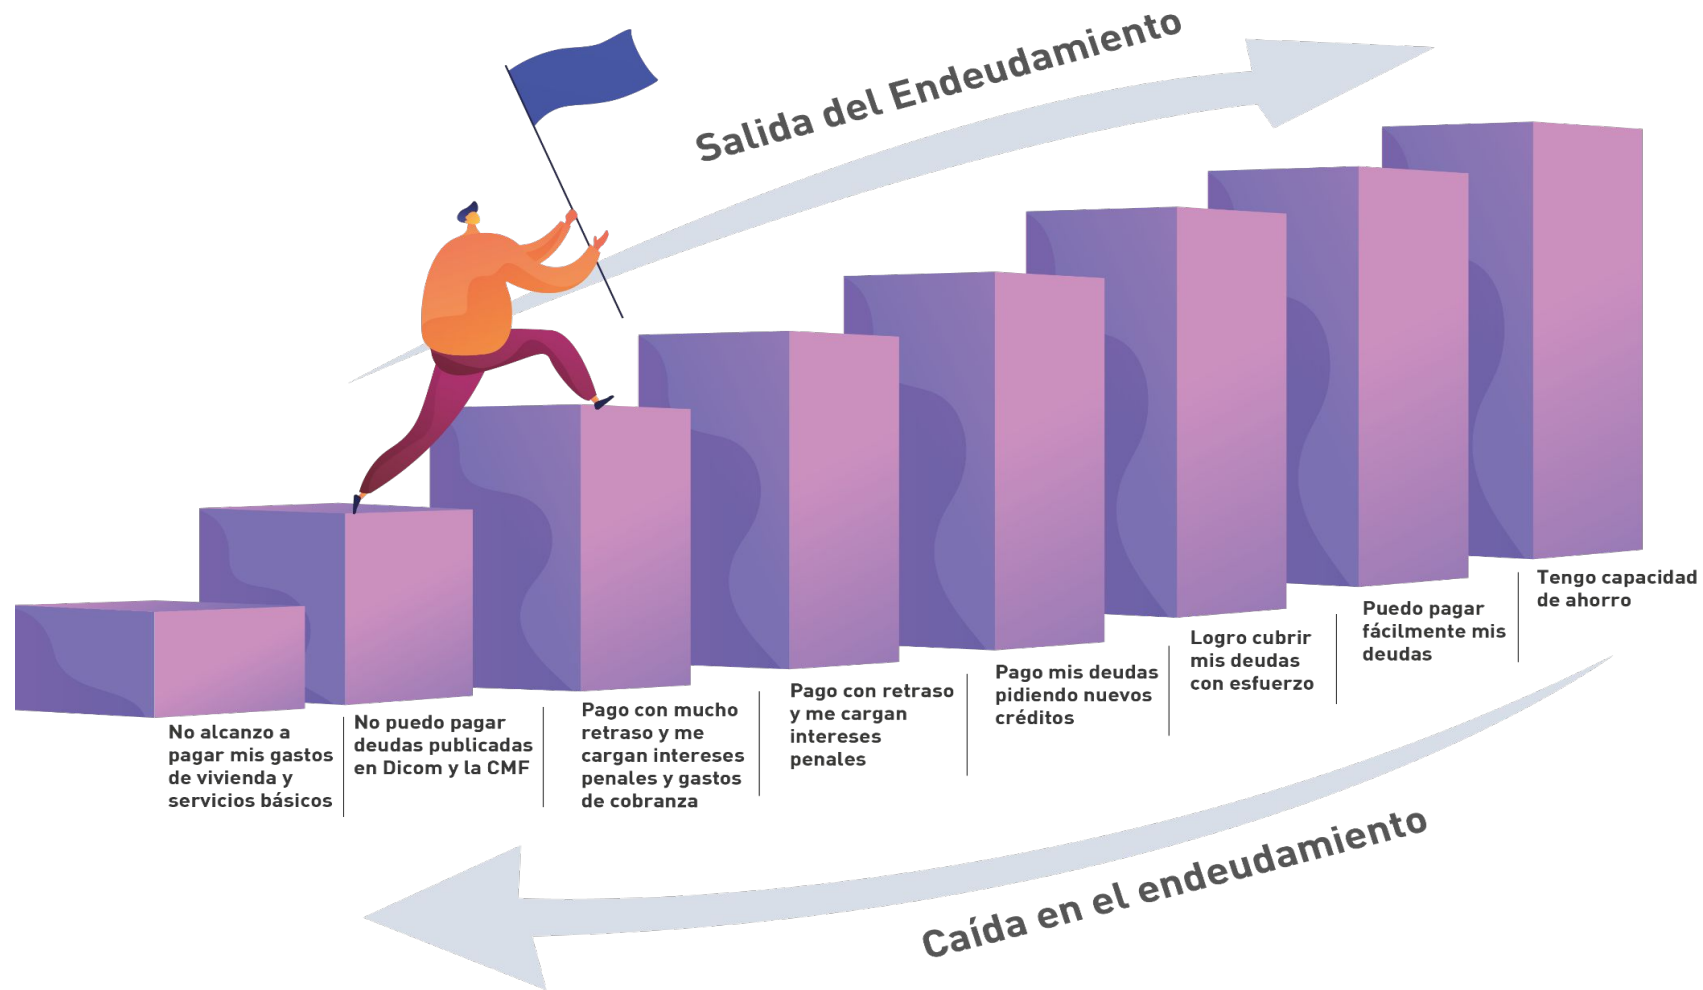 Salida del Endeudamiento
No alcanzo a
pagar mis gastos
de vivienda y
servicios básicos
No puedo pagar
deudas publicadas
en Dicom y la CMF
Pago con mucho
retraso y me
cargan intereses
penales y gastos
de cobranza
Pago con retraso
y me cargan
intereses
penales
Pago mis deudas
pidiendo nuevos
créditos
Logro cubrir
mis deudas
con esfuerzo
Puedo pagar
fácilmente mis
deudas
Tengo capacidad
de ahorro
Caída en el endeudamiento